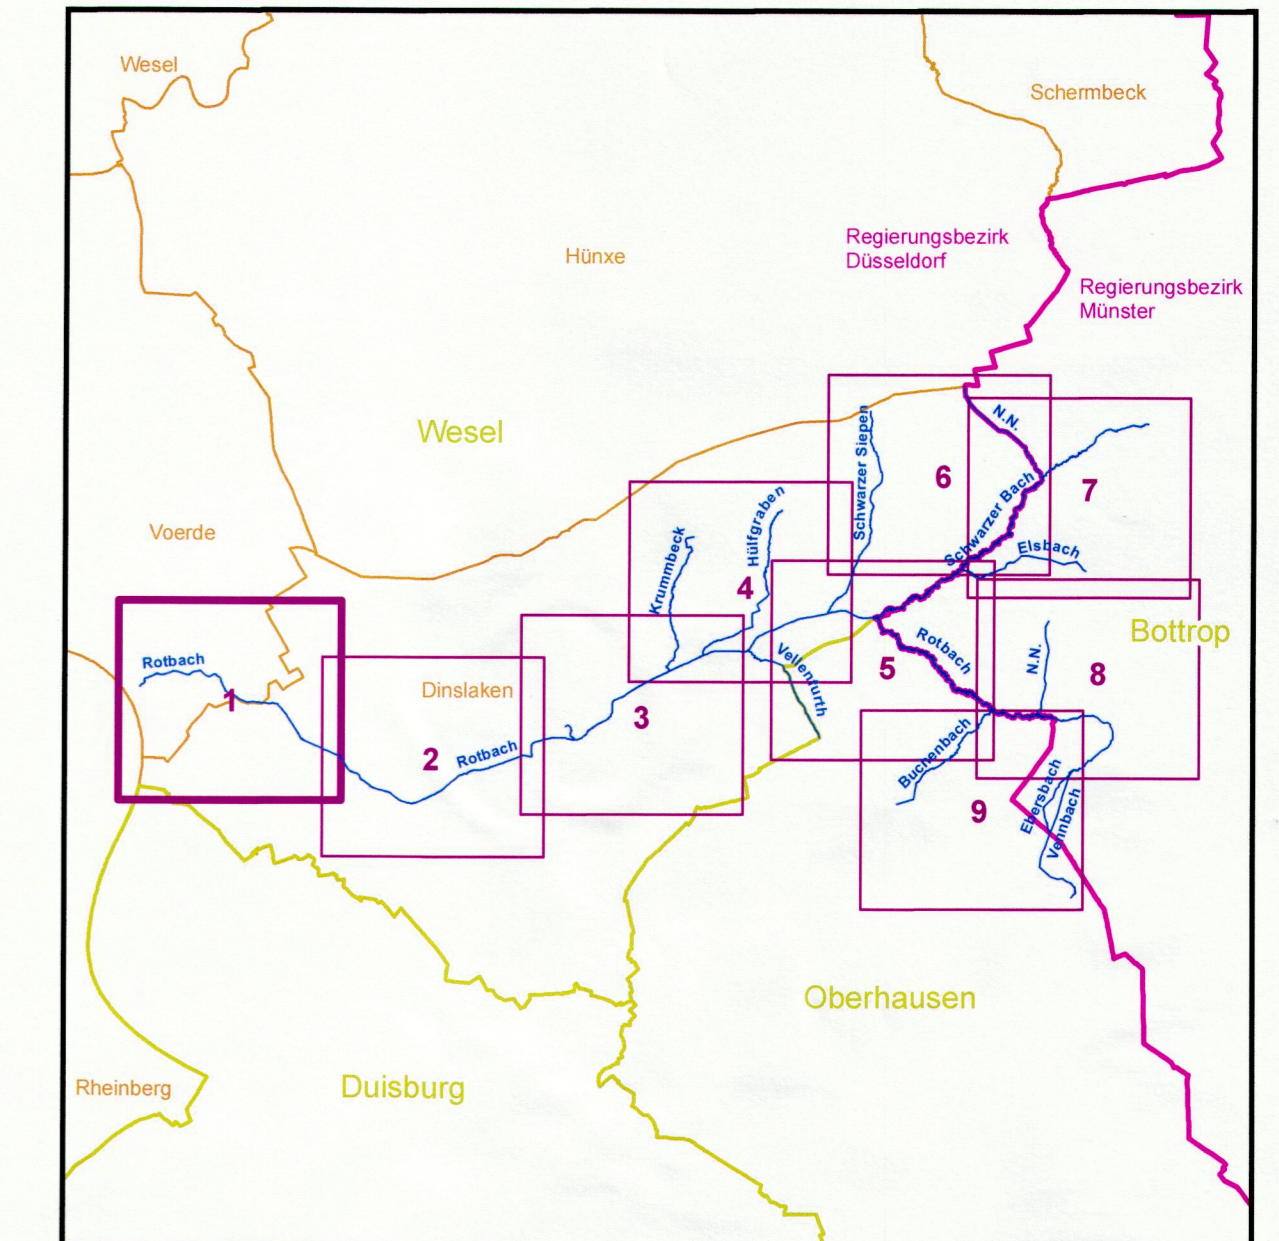 Wesel
Schermbeck
Regierungsbezirk
Düsseldorf
Hünxe
Regierungsbezirk
Münster
N.N.
Schwarzer Siepen
Wesel
6
7
Schwarzer Bach
Hülfgraben
Voerde
Krummbeck
Elsbach
4
Bottrop
Rotbach
Rotbach
N.N.
5
8
Vellenfurth
Dinslaken
1
3
2
Rotbach
Buchenbach
9
Ebersbach
Vennbach
Oberhausen
Rheinberg
Duisburg